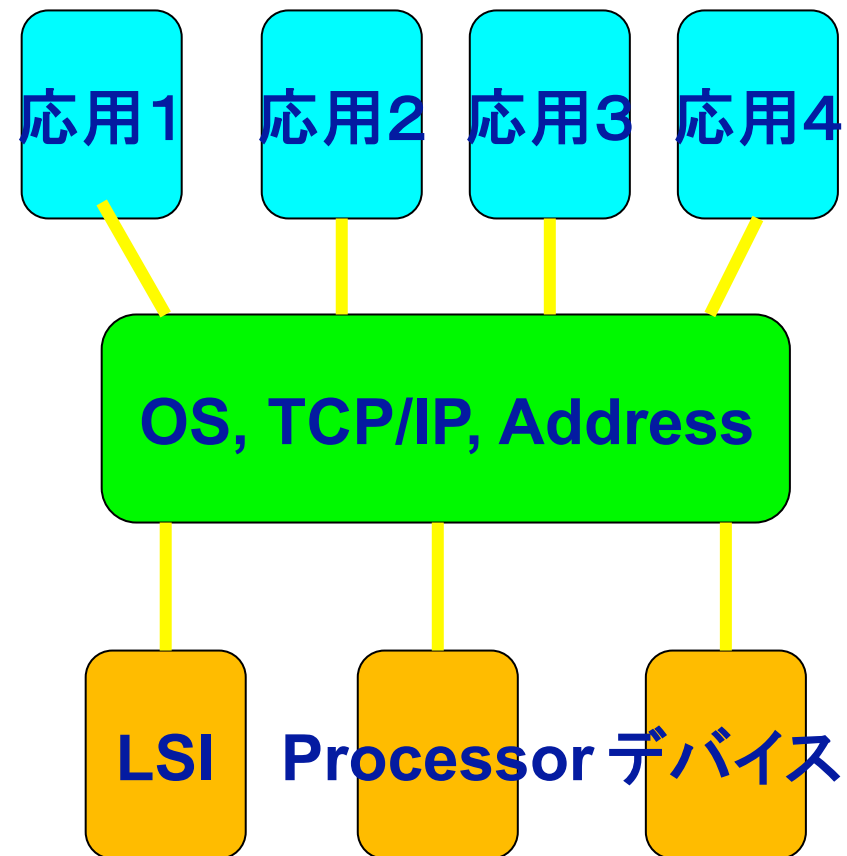 応用１
応用２
応用３
応用４
OS, TCP/IP, Address
LSI
Processor
デバイス